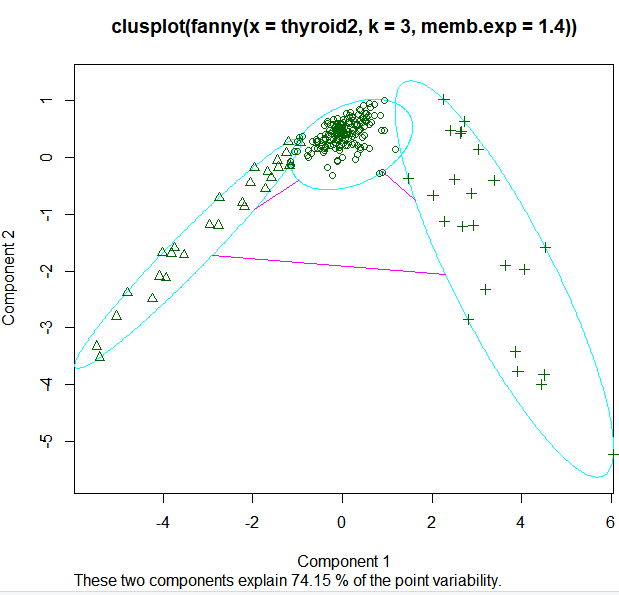 clusplot(fanny(x = thyroid2, k = 3, memb.exp = 1.4))
Component 2
1
0
-1
-2
-3
-4
-5
-4 -2 0 2 4 6
Component 1
These two components explain 74.15 % of the point variability.